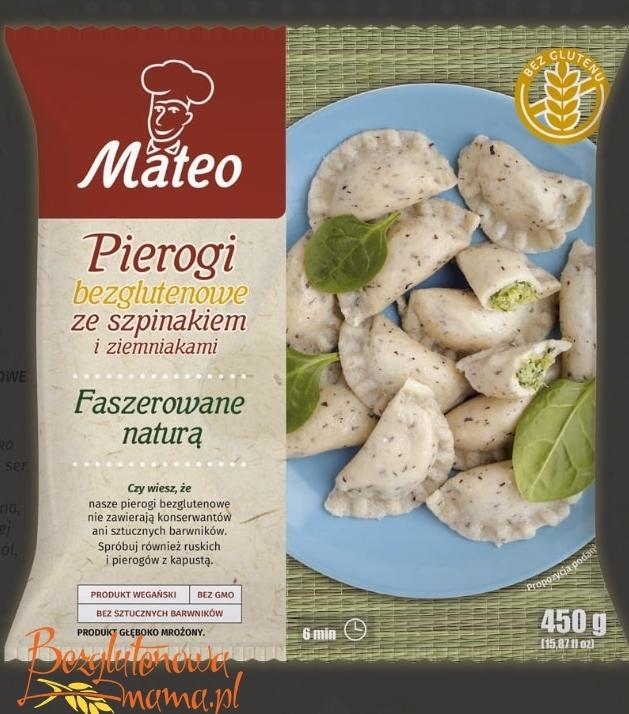 BEZ GLUTENU
Mateo
Pierogi
bezglutenowe
ze szpinakiem
i ziemniakami
Faszerowane
naturą
Czy wiesz, że
nasze pierogi bezglutenowe
nie zawierają konserwantów
ani sztucznych barwników.
Spróbuj również ruskich
i pierogów z kapustą.
PRODUKT WEGAŃSKI
BEZ GMO
BEZ SZTUCZNYCH BARWNIKÓW
PRODUKT GŁĘBOKO MROŻONY.
6 min
Propozycja podania
450 g
(15,87 fl oz)
Bezglutenowa
mama.pl
OWE
ser